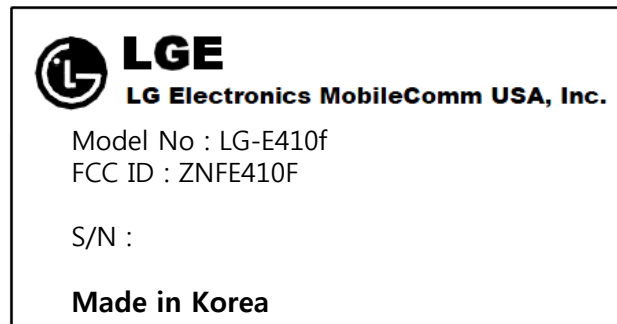 LGE
LG Electronics MobileComm USA, Inc.
Model No : LG-E410f
FCC ID : ZNFE410F
S/N :
Made in Korea